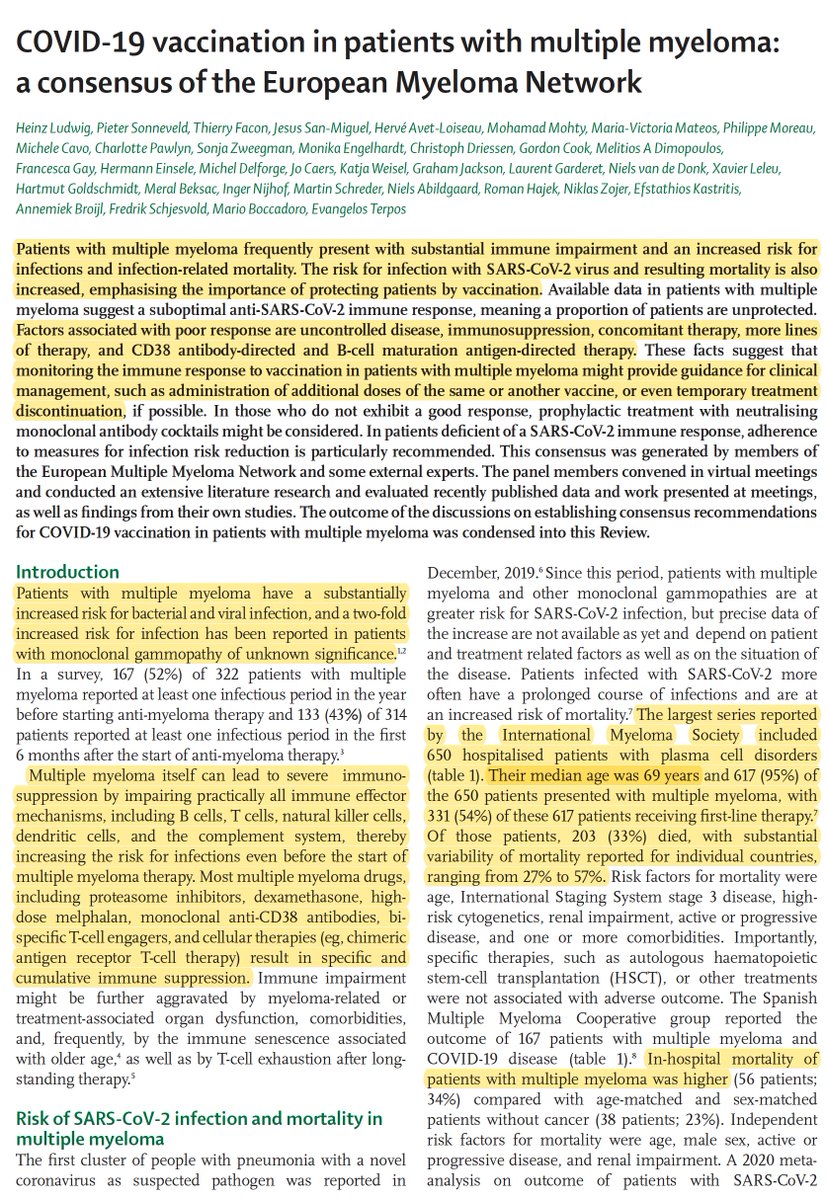 COVID-19 vaccination in patients with multiple myeloma:
a consensus of the European Myeloma Network
Heinz Ludwig, Pieter Sonneveld, Thierry Facon, Jesus San-Miguel, Hervé Avet-Loiseau, Mohamad Mohty, Maria-Victoria Mateos, Philippe Moreau,
Michele Cavo, Charlotte Pawlyn, Sonja Zweegman, Monika Engelhardt, Christoph Driessen, Gordon Cook, Melitios A Dimopoulos,
Francesca Gay, Hermann Einsele, Michel Delforge, Jo Caers, Katja Weisel, Graham Jackson, Laurent Garderet, Niels van de Donk, Xavier Leleu,
Hartmut Goldschmidt, Meral Beksac, Inger Nijhof, Martin Schreder, Niels Abildgaard, Roman Hajek, Niklas Zojer, Efstathios Kastritis,
Annemiek Broijl, Fredrik Schjesvold, Mario Boccadoro, Evangelos Terpos
Patients with multiple myeloma frequently present with substantial immune impairment and an increased risk for
infections and infection-related mortality. The risk for infection with SARS-CoV-2 virus and resulting mortality is also
increased, emphasising the importance of protecting patients by vaccination. Available data in patients with multiple
myeloma suggest a suboptimal anti-SARS-CoV-2 immune response, meaning a proportion of patients are unprotected.
Factors associated with poor response are uncontrolled disease, immunosuppression, concomitant therapy, more lines
of therapy, and CD38 antibody-directed and B-cell maturation antigen-directed therapy. These facts suggest that
monitoring the immune response to vaccination in patients with multiple myeloma might provide guidance for clinical
management, such as administration of additional doses of the same or another vaccine, or even temporary treatment
discontinuation, if possible. In those who do not exhibit a good response, prophylactic treatment with neutralising
monoclonal antibody cocktails might be considered. In patients deficient of a SARS-CoV-2 immune response, adherence
to measures for infection risk reduction is particularly recommended. This consensus was generated by members of
the European Multiple Myeloma Network and some external experts. The panel members convened in virtual meetings
and conducted an extensive literature research and evaluated recently published data and work presented at meetings,
as well as findings from their own studies. The outcome of the discussions on establishing consensus recommendations
for COVID-19 vaccination in patients with multiple myeloma was condensed into this Review.
Introduction
Patients with multiple myeloma have a substantially
increased risk for bacterial and viral infection, and a two-fold
increased risk for infection has been reported in patients
with monoclonal gammopathy of unknown significance.1,2
In a survey, 167 (52%) of 322 patients with multiple
myeloma reported at least one infectious period in the year
before starting anti-myeloma therapy and 133 (43%) of 314
patients reported at least one infectious period in the first
6 months after the start of anti-myeloma therapy.3
Multiple myeloma itself can lead to severe immuno-
suppression by impairing practically all immune effector
mechanisms, including B cells, T cells, natural killer cells,
dendritic cells, and the complement system, thereby
increasing the risk for infections even before the start of
multiple myeloma therapy. Most multiple myeloma drugs,
including proteasome inhibitors, dexamethasone, high-
dose melphalan, monoclonal anti-CD38 antibodies, bi-
specific T-cell engagers, and cellular therapies (eg, chimeric
antigen receptor T-cell therapy) result in specific and
cumulative immune suppression. Immune impairment
might be further aggravated by myeloma-related or
treatment-associated organ dysfunction, comorbidities,
and, frequently, by the immune senescence associated
with older age,4 as well as by T-cell exhaustion after long-
standing therapy.5
Risk of SARS-CoV-2 infection and mortality in
multiple myeloma
The first cluster of people with pneumonia with a novel
coronavirus as suspected pathogen was reported in
December, 2019.6 Since this period, patients with multiple
myeloma and other monoclonal gammopathies are at
greater risk for SARS-CoV-2 infection, but precise data of
the increase are not available as yet and depend on patient
and treatment related factors as well as on the situation of
the disease. Patients infected with SARS-CoV-2 more
often have a prolonged course of infections and are at
an increased risk of mortality.7 The largest series reported
by the International Myeloma Society included
650 hospitalised patients with plasma cell disorders
(table 1). Their median age was 69 years and 617 (95%) of
the 650 patients presented with multiple myeloma, with
331 (54%) of these 617 patients receiving first-line therapy.7
Of those patients, 203 (33%) died, with substantial
variability of mortality reported for individual countries,
ranging from 27% to 57%. Risk factors for mortality were
age, International Staging System stage 3 disease, high-
risk cytogenetics, renal impairment, active or progressive
disease, and one or more comorbidities. Importantly,
specific therapies, such as autologous haematopoietic
stem-cell transplantation (HSCT), or other treatments
were not associated with adverse outcome. The Spanish
Multiple Myeloma Cooperative group reported the
outcome of 167 patients with multiple myeloma and
COVID-19 disease (table 1).8 In-hospital mortality of
patients with multiple myeloma was higher (56 patients;
34%) compared with age-matched and sex-matched
patients without cancer (38 patients; 23%). Independent
risk factors for mortality were age, male sex, active or
progressive disease, and renal impairment. A 2020 meta-
analysis on outcome of patients with SARS-CoV-2